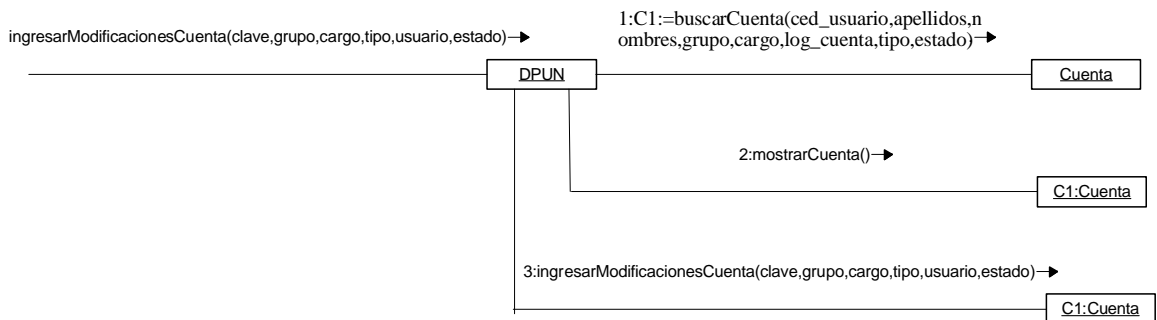 1:C1:=buscarCuenta(ced_usuario,apellidos,n
ombres,grupo,cargo,log_cuenta,tipo,estado)
ingresarModificacionesCuenta(clave,grupo,cargo,tipo,usuario,estado)
DPUN
Cuenta
2:mostrarCuenta()
C1:Cuenta
3:ingresarModificacionesCuenta(clave,grupo,cargo,tipo,usuario,estado)
C1:Cuenta